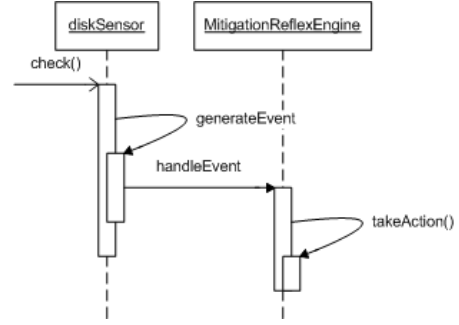 diskSensor
MitigationReflexEngine
check()
generateEvent
handleEvent
takeAction()